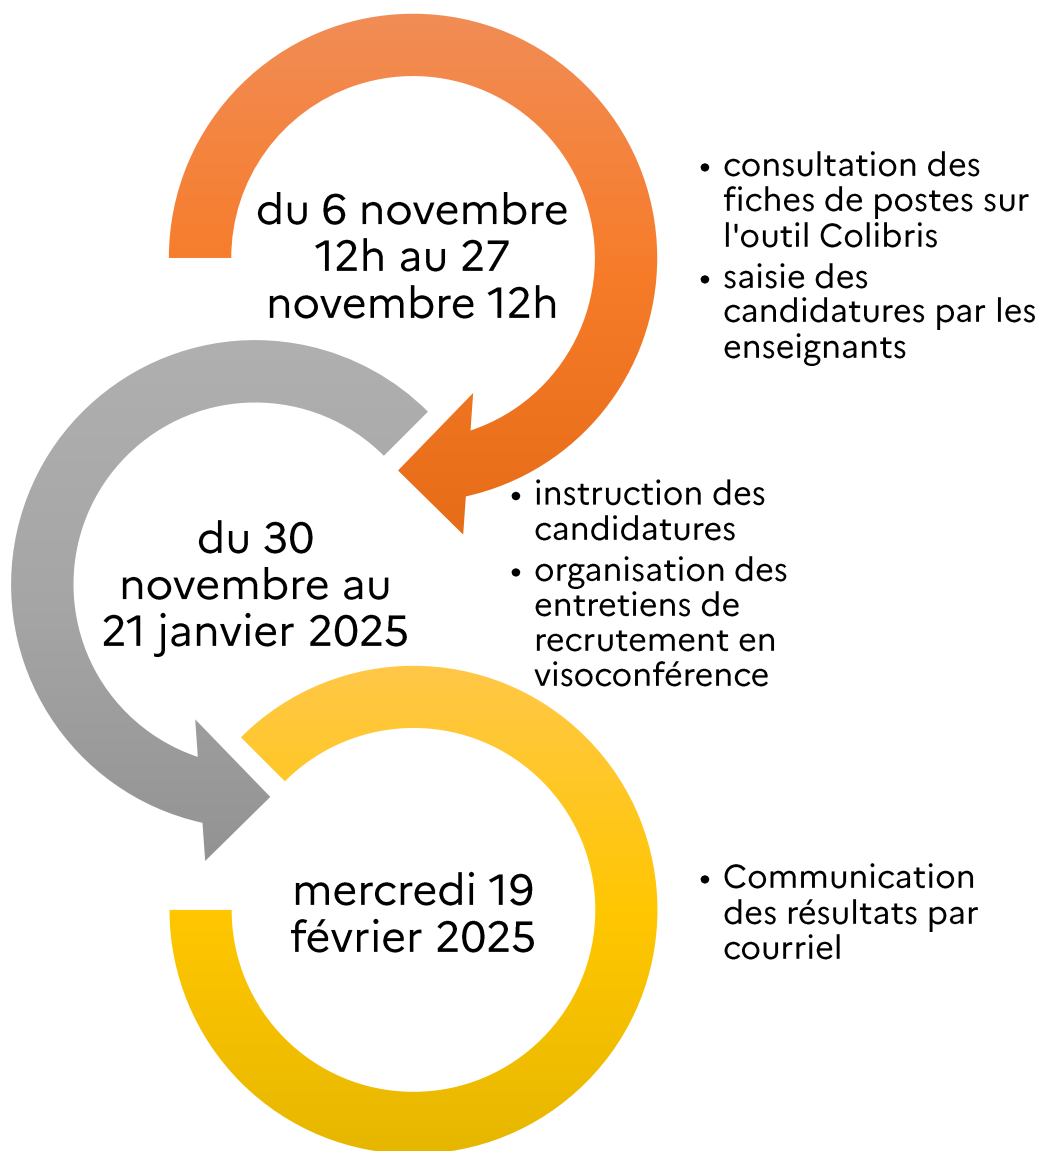 du 6 novembre
12h au 27
novembre 12h
• consultation des
fiches de postes sur
l'outil Colibris
• saisie des
candidatures par les
enseignants
du 30
novembre au
21 janvier 2025
• instruction des
candidatures
• organisation des
entretiens de
recrutement en
visoconférence
mercredi 19
février 2025
• Communication
des résultats par
courriel